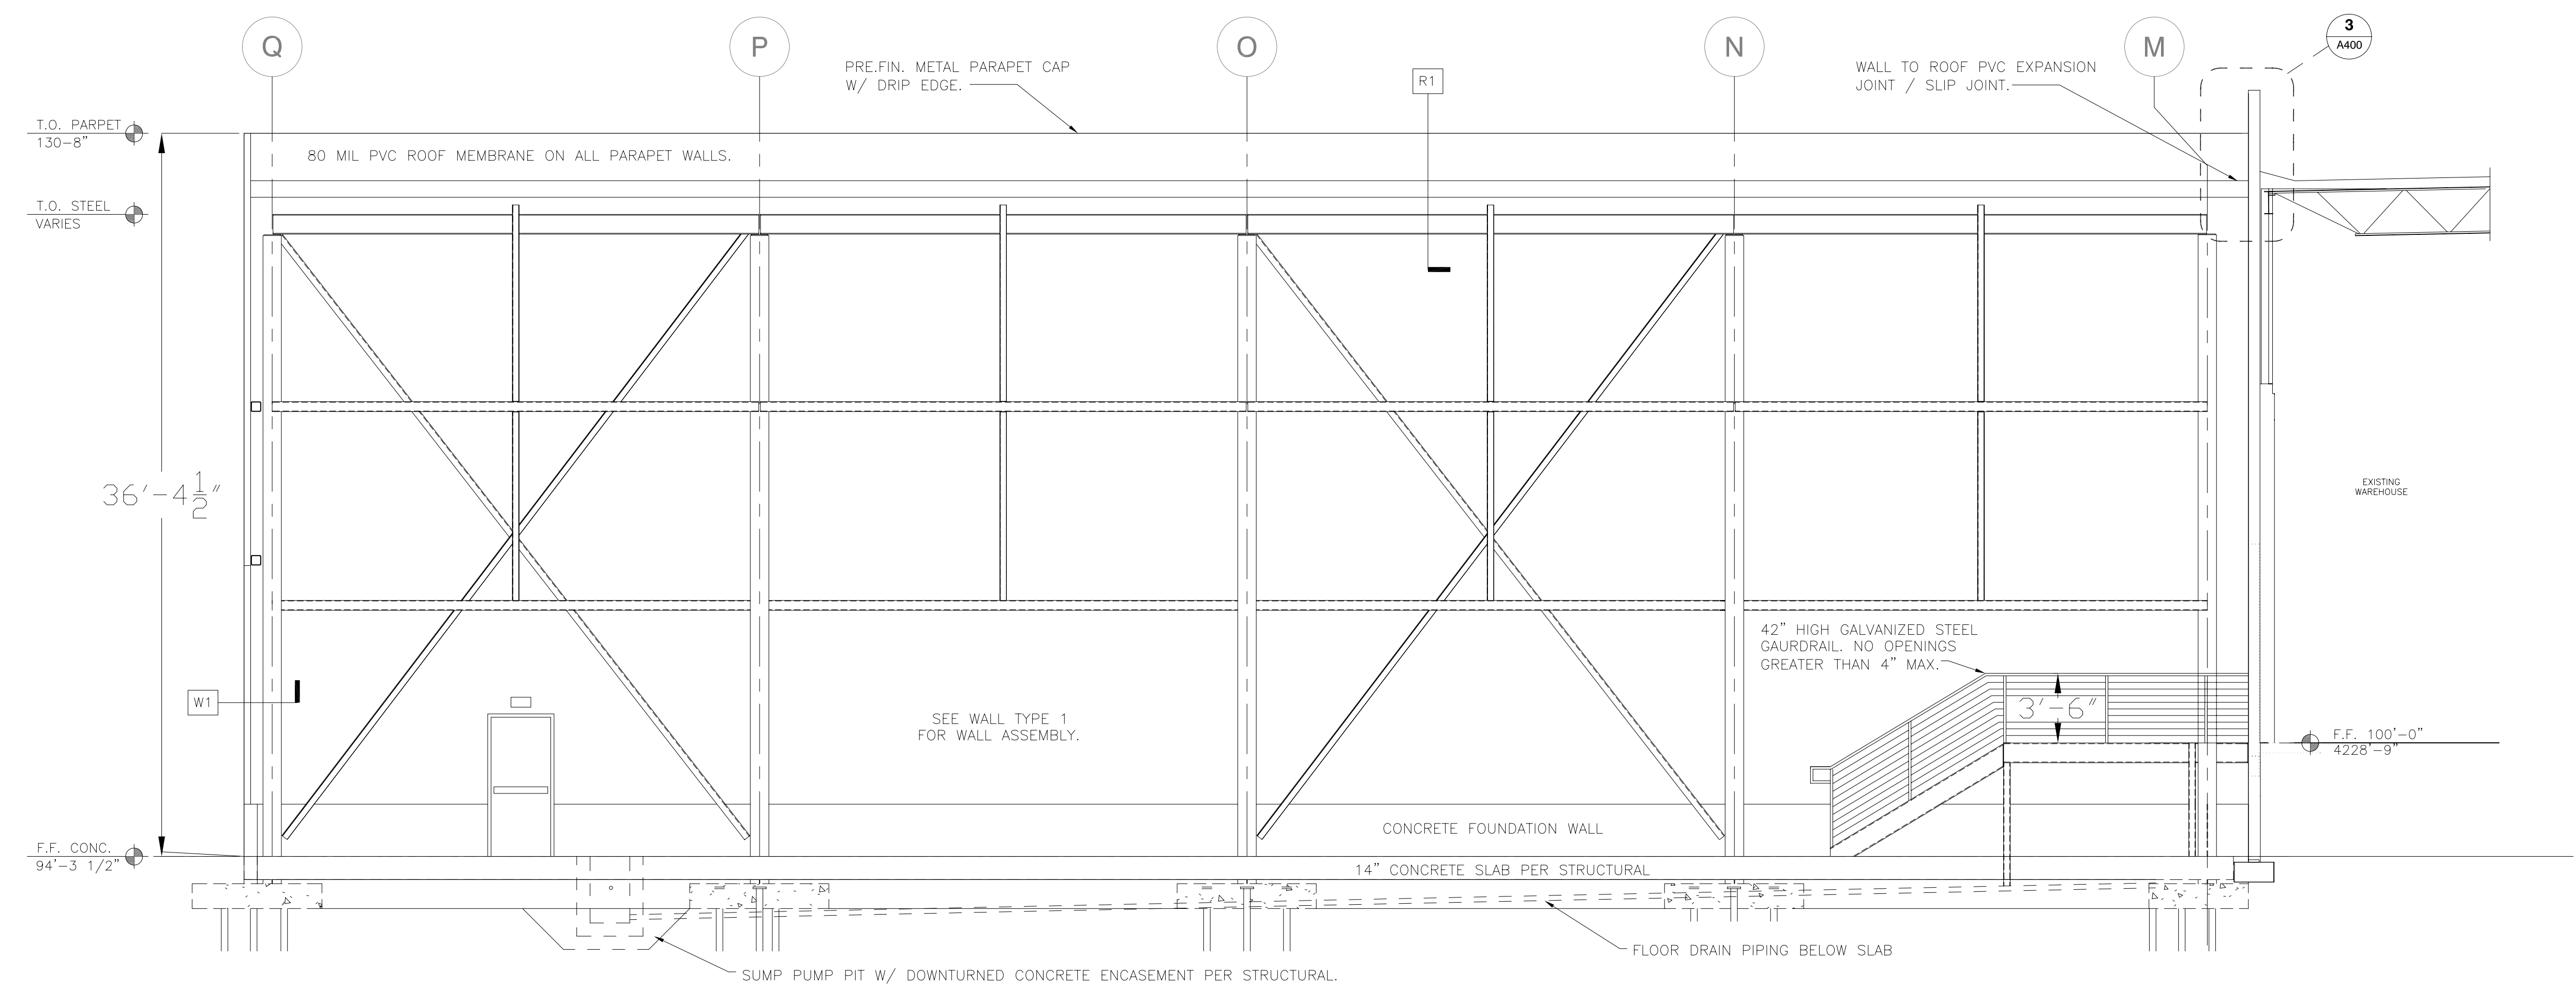 Q
P
O
N
M
3
A400
PRE.FIN. METAL PARAPET CAP
W/ DRIP EDGE.
R1
WALL TO ROOF PVC EXPANSION
JOINT / SLIP JOINT.
T.O. PARPET
130-8"
80 MIL PVC ROOF MEMBRANE ON ALL PARAPET WALLS.
T.O. STEEL
VARIES
36'-4 1/2"
EXISTING
WAREHOUSE
42" HIGH GALVANIZED STEEL
GAURDRAIL. NO OPENINGS
GREATER THAN 4" MAX.
W1
3'-6"
SEE WALL TYPE 1
FOR WALL ASSEMBLY.
F.F. 100'-0"
4228'-9"
CONCRETE FOUNDATION WALL
F.F. CONC.
94'-3 1/2"
14" CONCRETE SLAB PER STRUCTURAL
FLOOR DRAIN PIPING BELOW SLAB
SUMP PUMP PIT W/ DOWNTURNED CONCRETE ENCASEMENT PER STRUCTURAL.